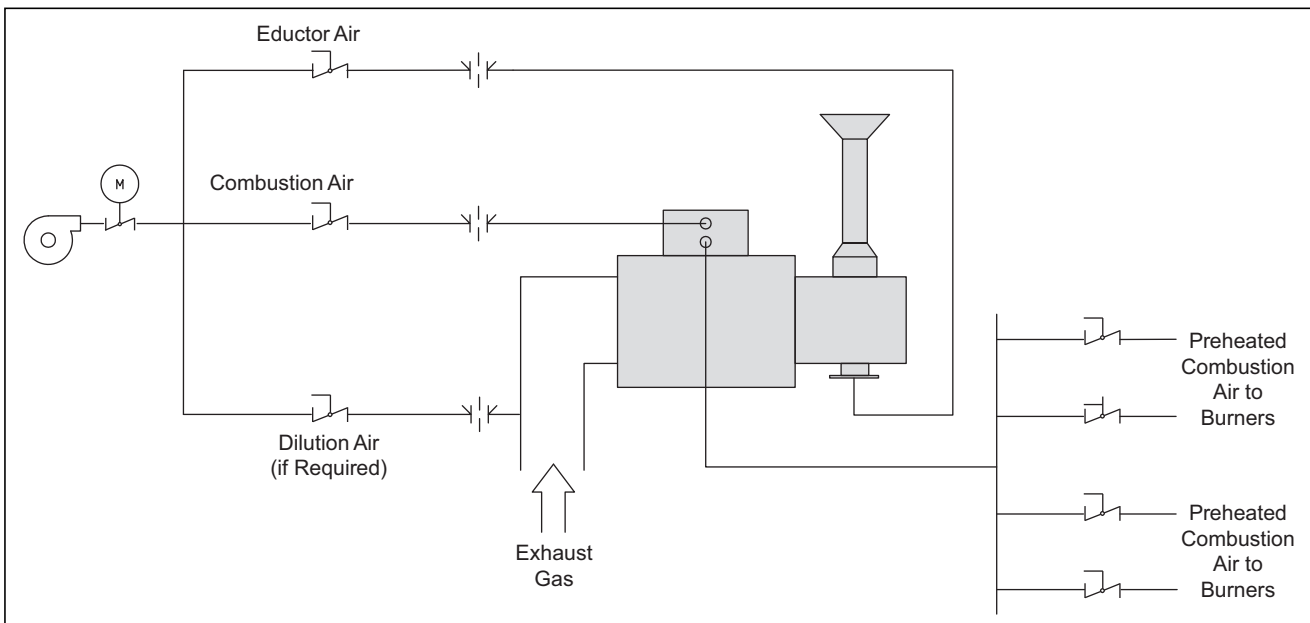 Eductor Air
M
Combustion Air
Dilution Air
(if Required)
Exhaust
Gas
Preheated
Combustion
Air to
Burners
Preheated
Combustion
Air to
Burners